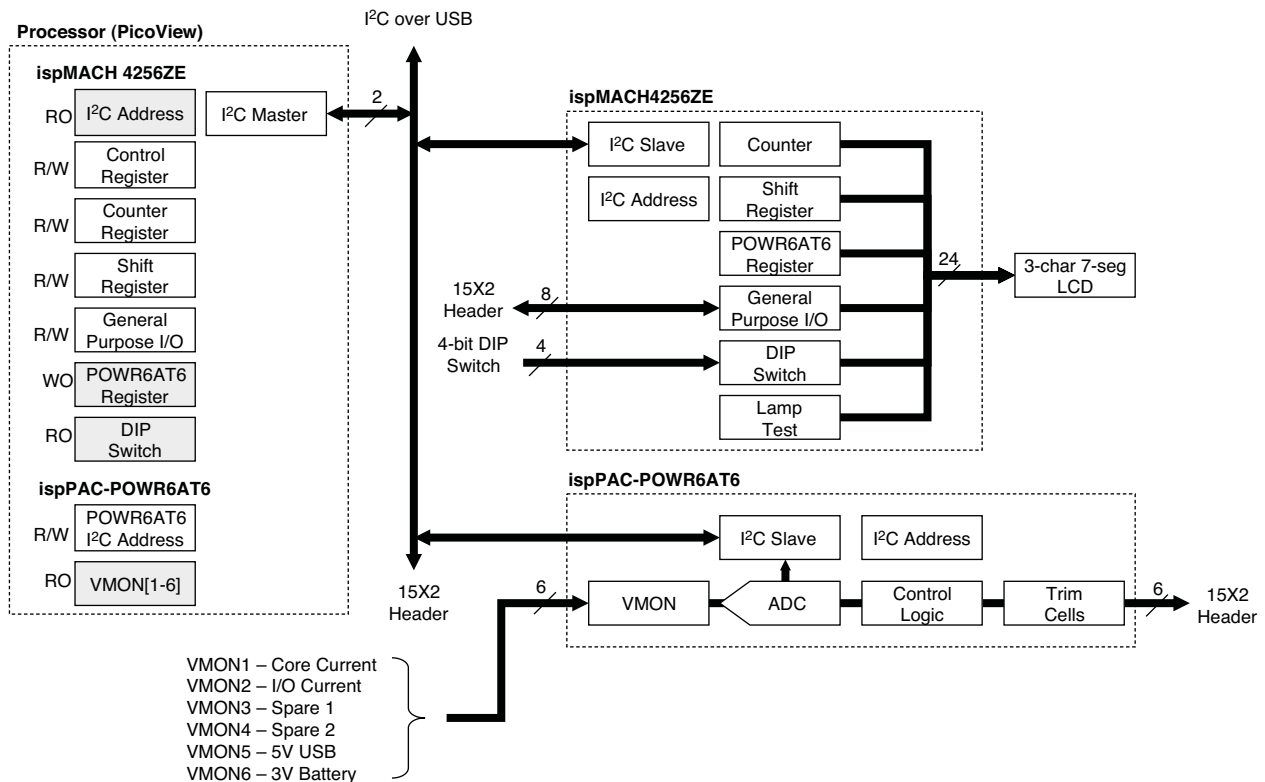 I²C over USB
Processor (PicoView)
ispMACH 4256ZE
RO
I²C Address
I²C Master
2
R/W
Control
Register
R/W
Counter
Register
R/W
Shift
Register
R/W
General
Purpose I/O
WO
POWR6AT6
Register
RO
DIP
Switch
ispPAC-POWR6AT6
R/W
POWR6AT6
I²C Address
RO
VMON[1-6]
15X2
Header
ispMACH4256ZE
I²C Slave
Counter
I²C Address
Shift
Register
POWR6AT6
Register
24
3-char 7-seg
LCD
15X2
Header
8
General
Purpose I/O
4-bit DIP
Switch
4
DIP
Switch
Lamp
Test
ispPAC-POWR6AT6
I²C Slave
I²C Address
6
VMON
ADC
Control
Logic
Trim
Cells
6
15X2
Header
VMON1 – Core Current
VMON2 – I/O Current
VMON3 – Spare 1
VMON4 – Spare 2
VMON5 – 5V USB
VMON6 – 3V Battery